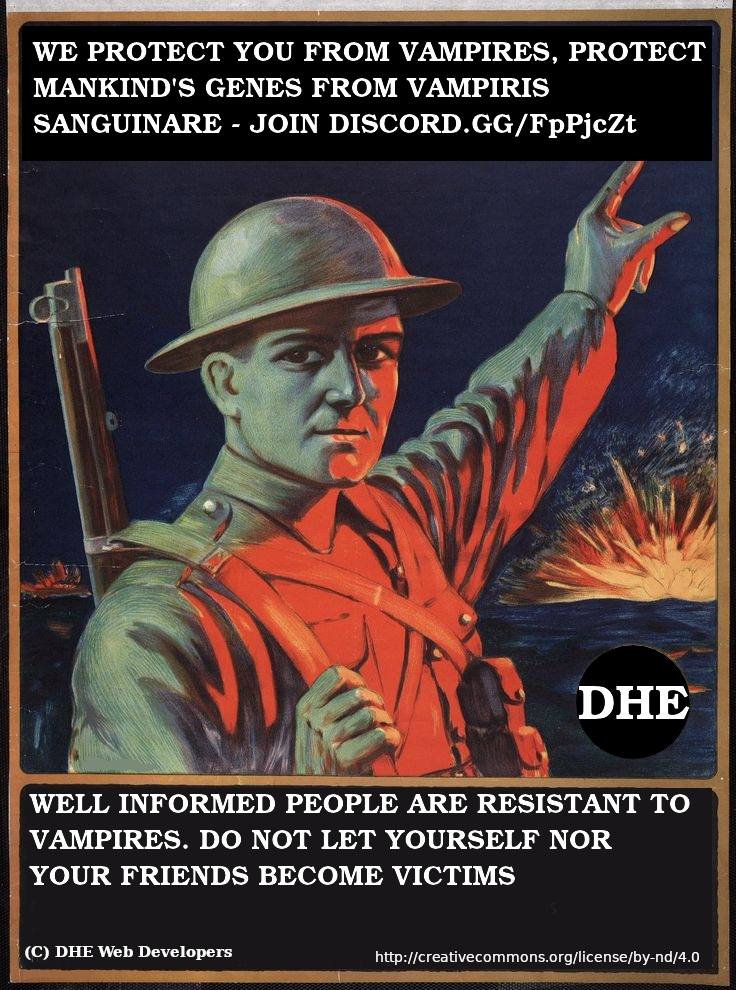 WE PROTECT YOU FROM VAMPIRES, PROTECT
MANKIND'S GENES FROM VAMPIRIS
SANGUINARE - JOIN DISCORD.GG/FpPjcZt
DHE
WELL INFORMED PEOPLE ARE RESISTANT TO
VAMPIRES. DO NOT LET YOURSELF NOR
YOUR FRIENDS BECOME VICTIMS
(C) DHE Web Developers
http://creativecommons.org/license/by-nd/4.0